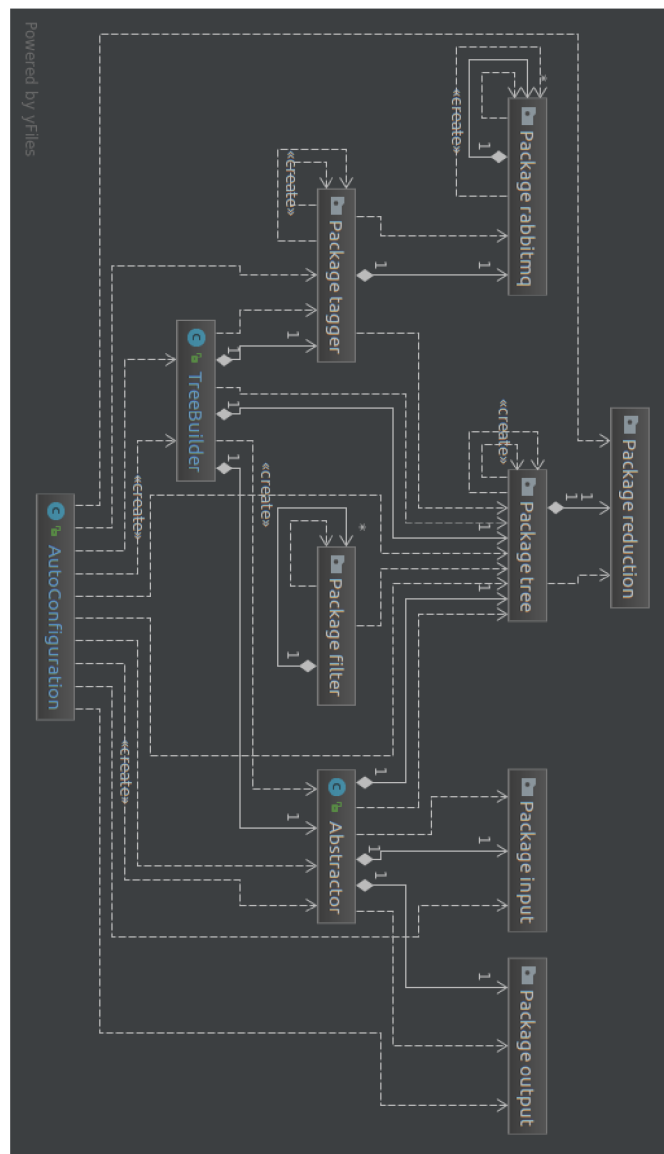 Package reduction
1
1
*
Package rabbitmq
Package tree
Package input
Package output
«create»
1
1
1
1
1
1
«create»
1
1
1
1
*
Package tagger
Package filter
Abstractor
«create»
1
1
1
«create»
1
1
1
TreeBuilder
«create»
«create»
AutoConfiguration
Powered by yFiles